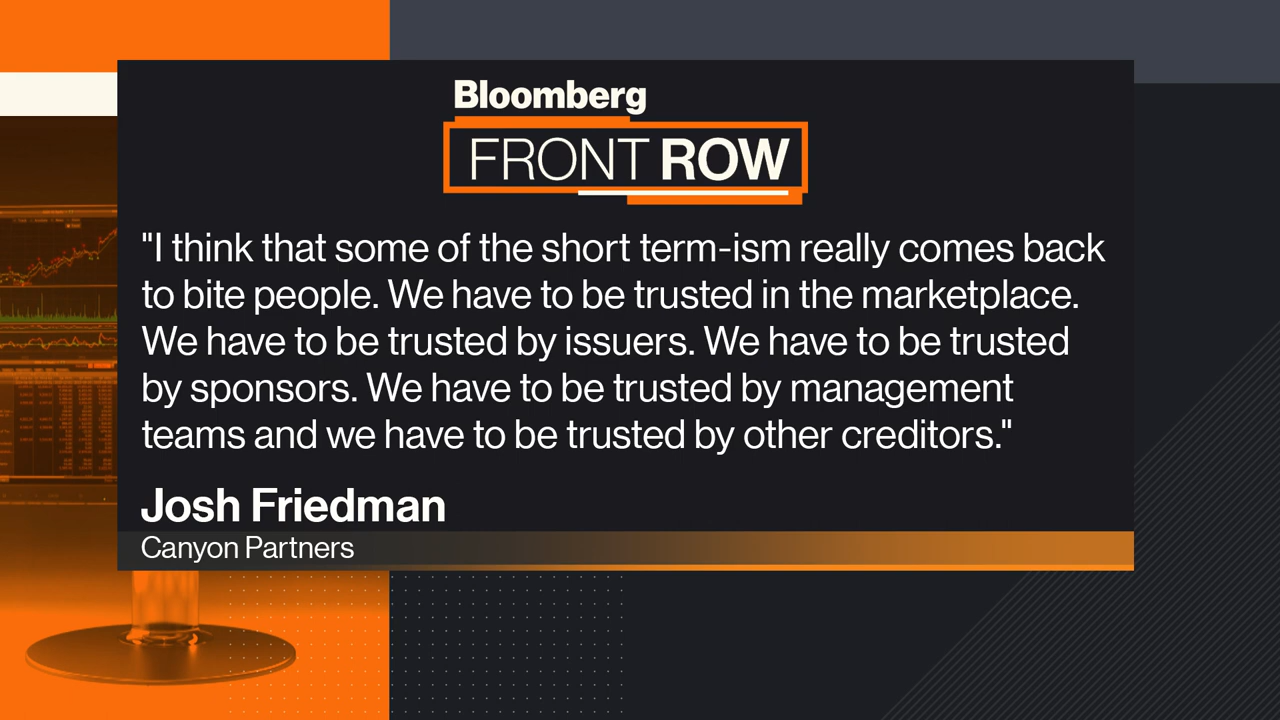 Bloomberg
FRONT ROW
"I think that some of the short term-ism really comes back
to bite people. We have to be trusted in the marketplace.
We have to be trusted by issuers. We have to be trusted
by sponsors. We have to be trusted by management
teams and we have to be trusted by other creditors."
Josh Friedman
Canyon Partners